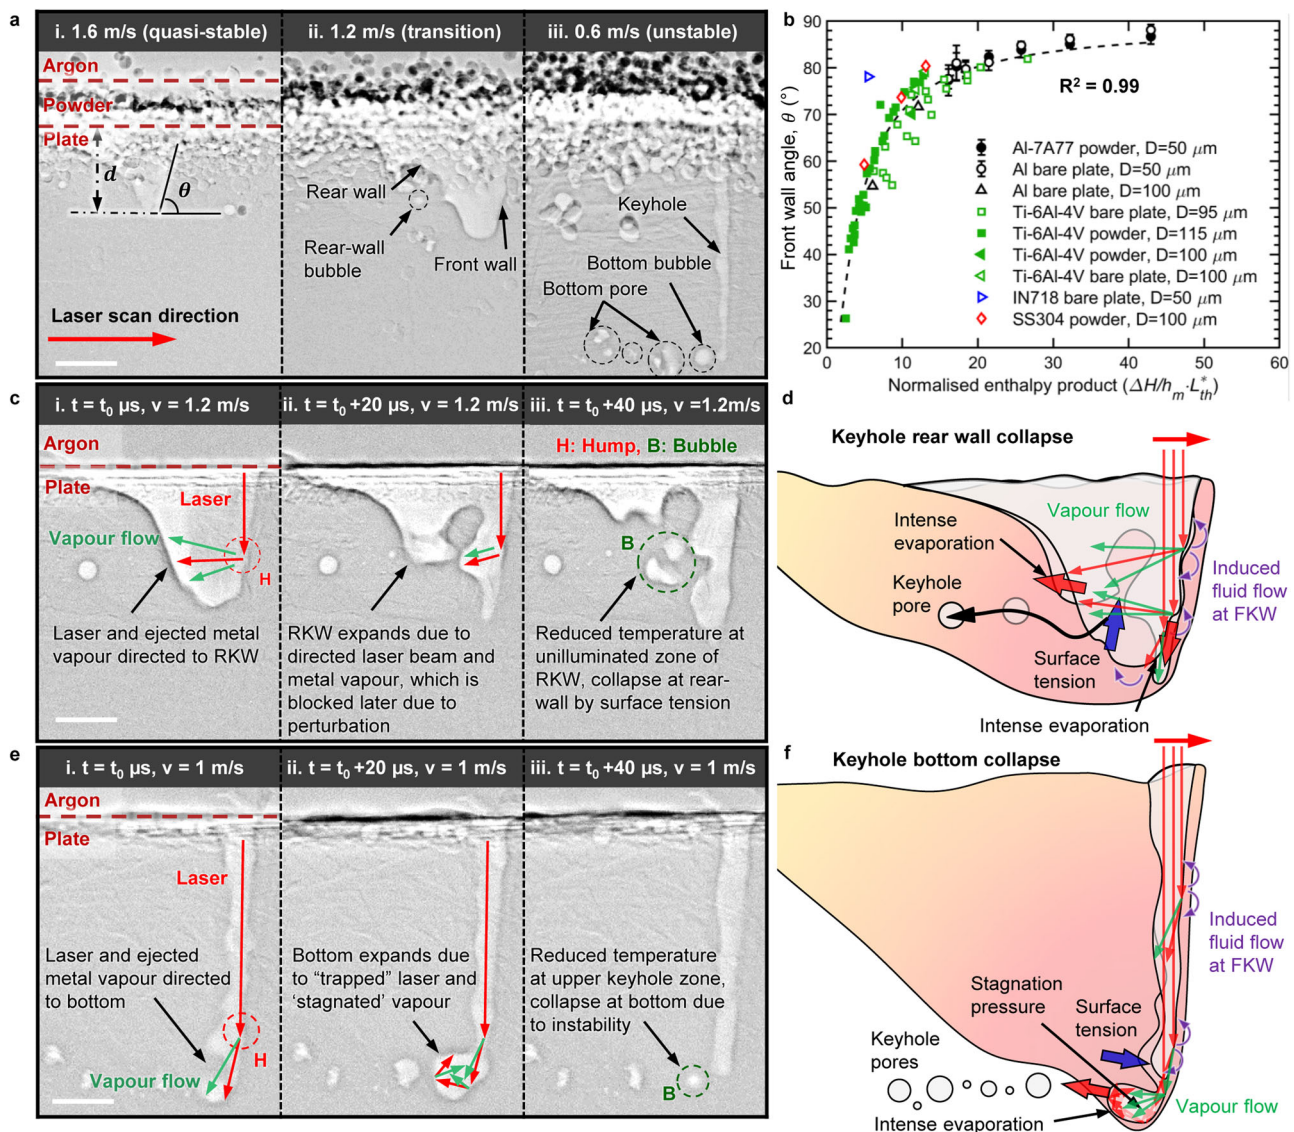 a
i. 1.6 m/s (quasi-stable)
ii. 1.2 m/s (transition)
iii. 0.6 m/s (unstable)
Argon
Powder
Plate
d
θ
Rear wall
Rear-wall
bubble
Front wall
Keyhole
Bottom bubble
Bottom pore
Laser scan direction
b
Front wall angle, θ (°)
90
80
70
60
50
40
30
20
0
10
20
30
40
50
60
Normalised enthalpy product (ΔH/hₘ·L*ₜₕ)
R² = 0.99
Al-7A77 powder, D=50 μm
Al bare plate, D=50 μm
Al bare plate, D=100 μm
Ti-6Al-4V bare plate, D=95 μm
Ti-6Al-4V powder, D=115 μm
Ti-6Al-4V powder, D=100 μm
Ti-6Al-4V bare plate, D=100 μm
IN718 bare plate, D=50 μm
SS304 powder, D=100 μm
c
i. t = t₀ μs, v = 1.2 m/s
ii. t = t₀ +20 μs, v = 1.2 m/s
iii. t = t₀ +40 μs, v =1.2m/s
Argon
Plate
H: Hump, B: Bubble
Laser
Vapour flow
H
B
Laser and ejected metal
vapour directed to RKW
RKW expands due to
directed laser beam and
metal vapour, which is
blocked later due to
perturbation
Reduced temperature at
unilluminated zone of
RKW, collapse at rear-
wall by surface tension
d
Keyhole rear wall collapse
Vapour flow
Intense
evaporation
Keyhole
pore
Induced
fluid flow
at FKW
Surface
tension
Intense evaporation
e
i. t = t₀ μs, v = 1 m/s
ii. t = t₀ +20 μs, v = 1 m/s
iii. t = t₀ +40 μs, v = 1 m/s
Argon
Plate
Laser
Laser and ejected
metal vapour directed
to bottom
H
Vapour flow
Bottom expands due
to “trapped” laser and
‘stagnated’ vapour
Reduced temperature
at upper keyhole zone,
collapse at bottom due
to instability
B
f
Keyhole bottom collapse
Induced
fluid flow
at FKW
Stagnation
pressure
Surface
tension
Keyhole
pores
Vapour flow
Intense evaporation